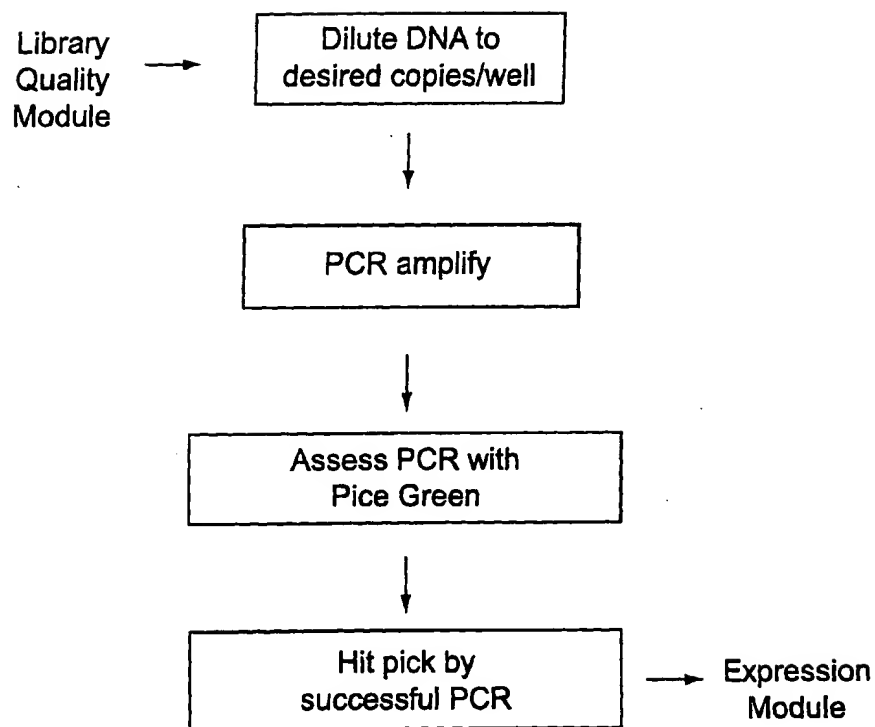 Library
Quality
Module
Dilute DNA to
desired copies/well
PCR amplify
Assess PCR with
Pice Green
Hit pick by
successful PCR
Expression
Module